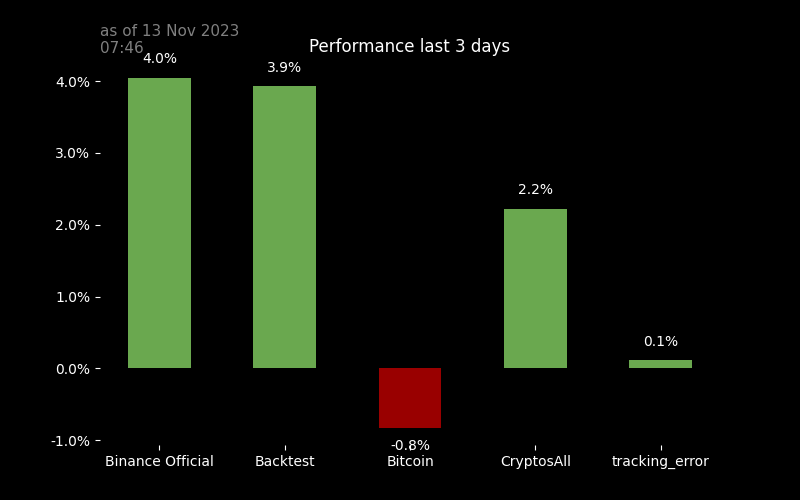 as of 13 Nov 2023
07:46
Performance last 3 days
4.0%
3.9%
-0.8%
2.2%
0.1%
4.0%
3.0%
2.0%
1.0%
0.0%
-1.0%
Binance Official
Backtest
Bitcoin
CryptosAll
tracking_error